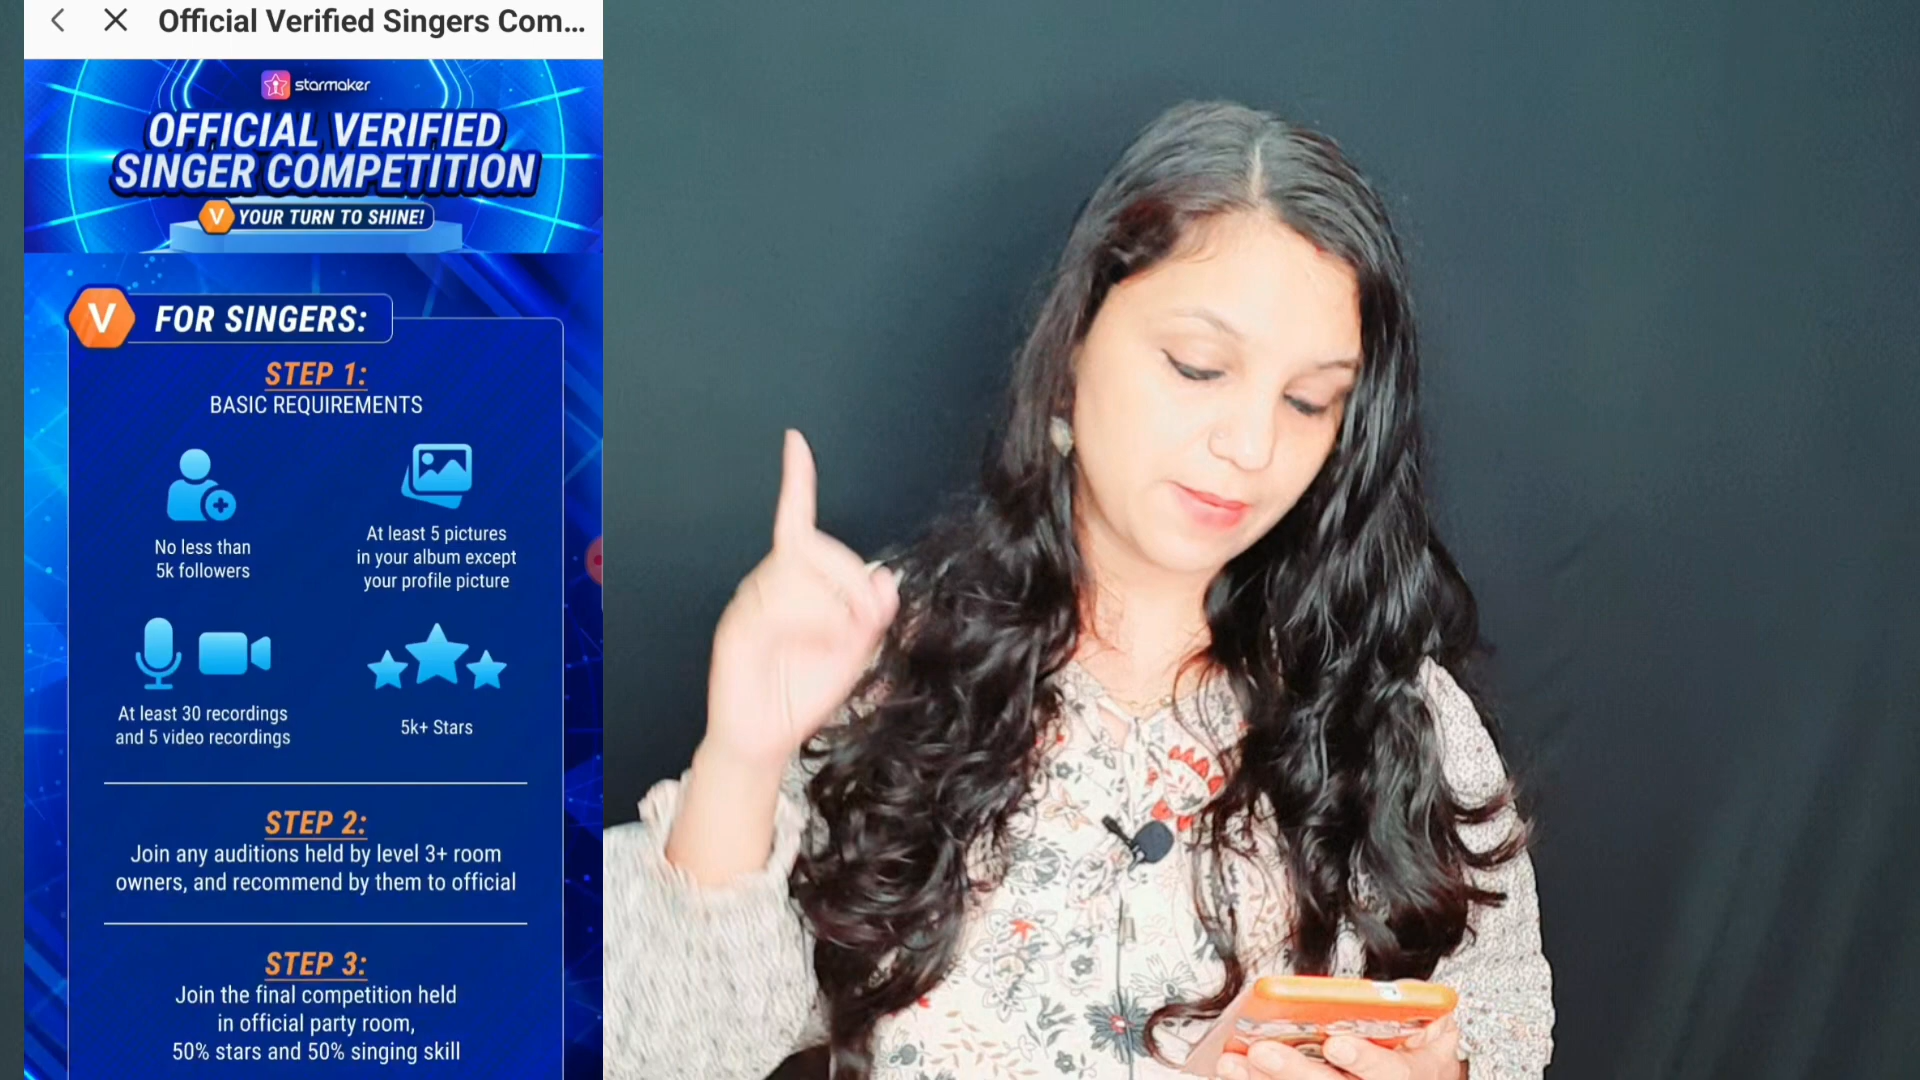 Official Verified Singers Com...
starmaker
OFFICIAL VERIFIED
SINGER COMPETITION
V YOUR TURN TO SHINE!
V FOR SINGERS:
STEP 1:
BASIC REQUIREMENTS
No less than
5k followers
At least 5 pictures
in your album except
your profile picture
At least 30 recordings
and 5 video recordings
5k+ Stars
STEP 2:
Join any auditions held by level 3+ room
owners, and recommend by them to official
STEP 3:
Join the final competition held
in official party room,
50% stars and 50% singing skill